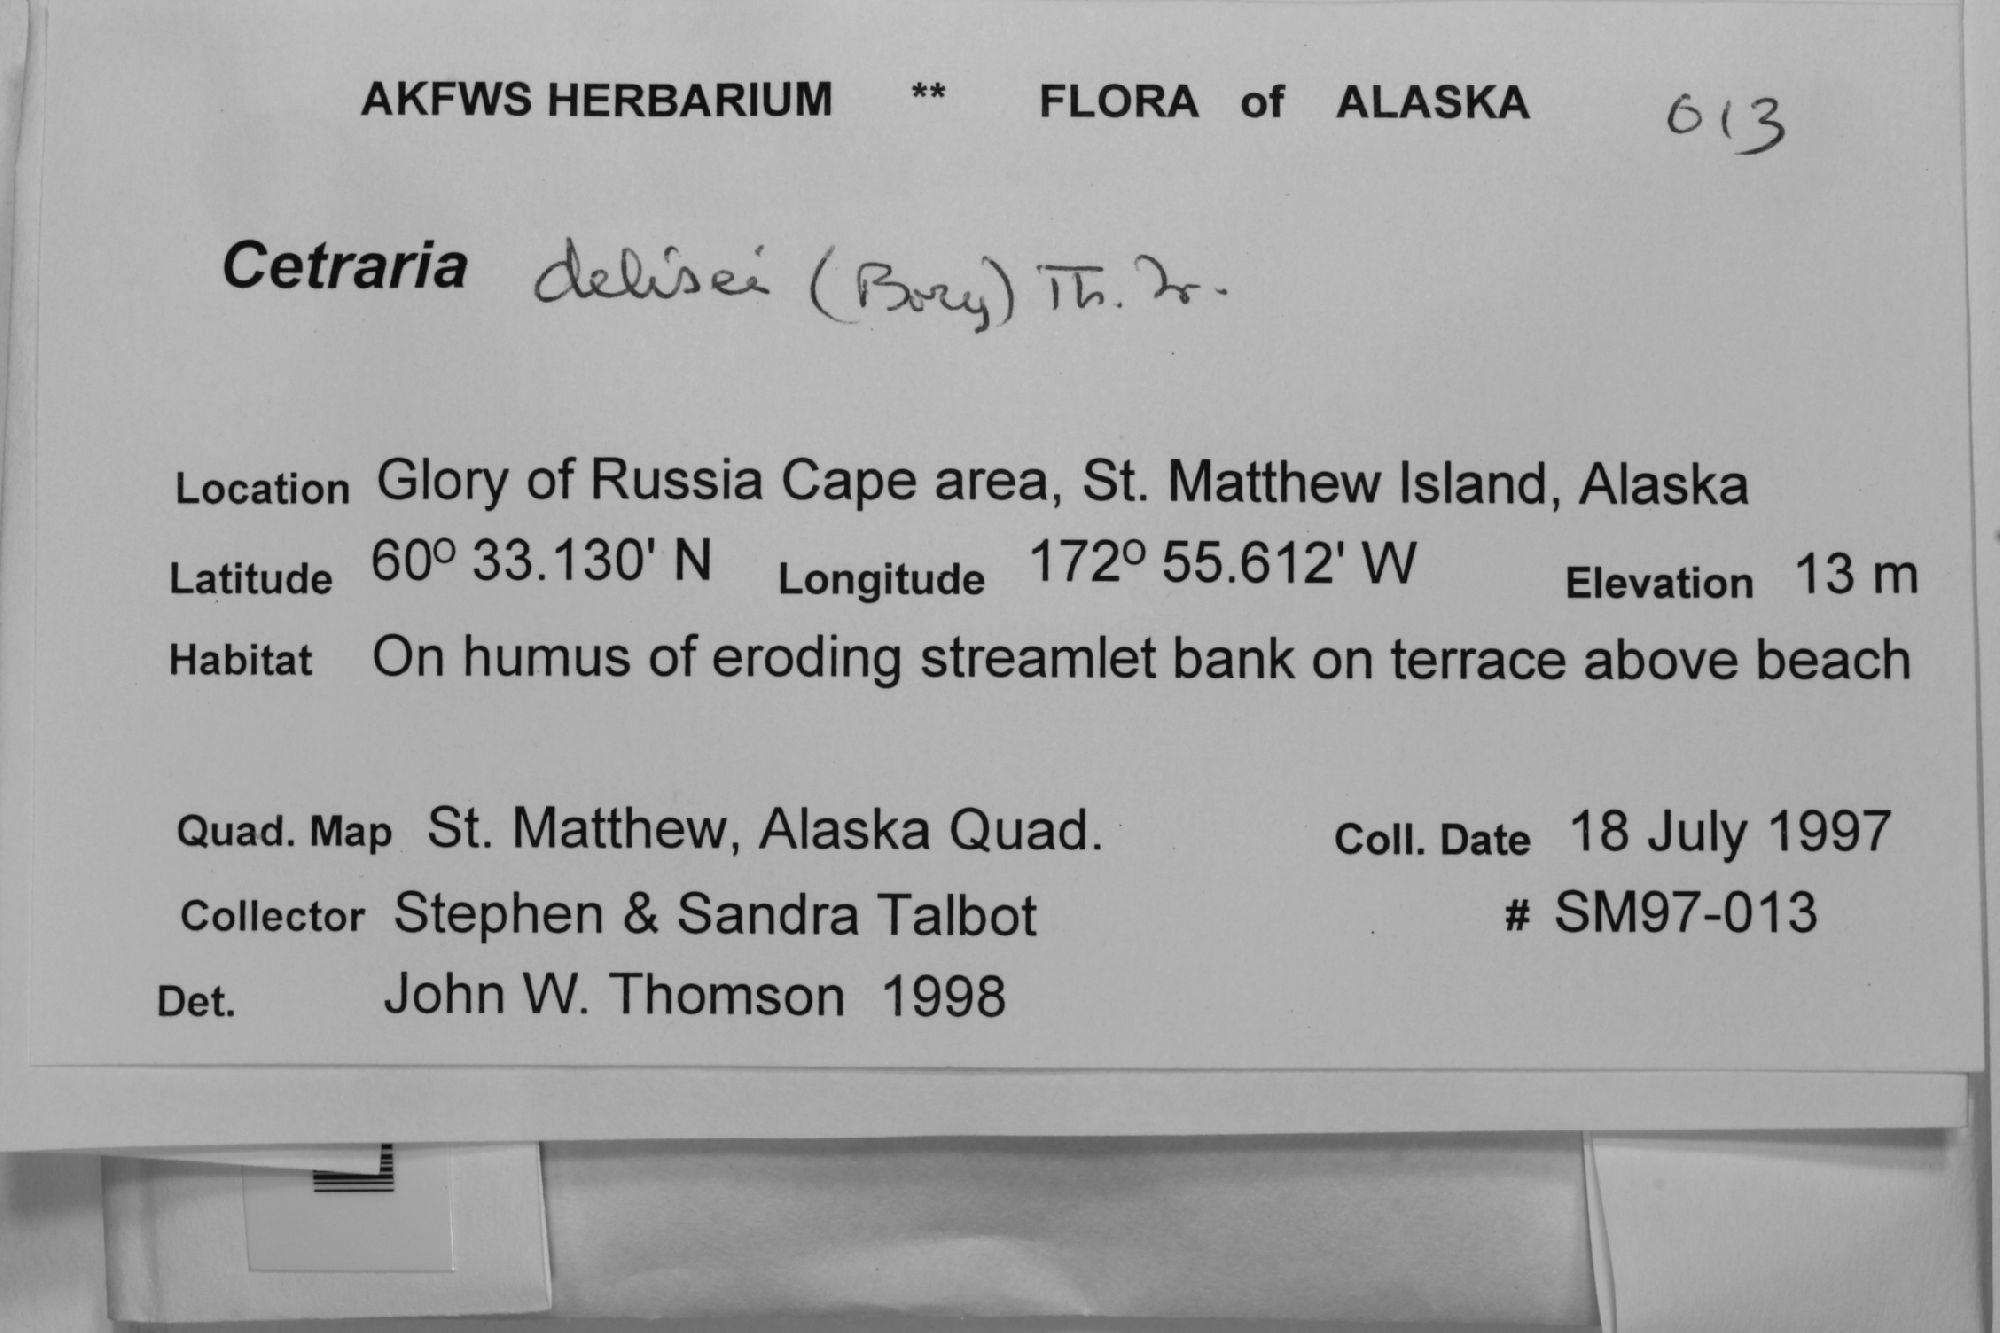 AKFWS HERBARIUM ** FLORA of ALASKA 013
Cetraria delisei (Bory) Th. Fr.
Location Glory of Russia Cape area, St. Matthew Island, Alaska
Latitude 60º 33.130' N Longitude 172º 55.612' W Elevation 13 m
Habitat On humus of eroding streamlet bank on terrace above beach
Quad. Map St. Matthew, Alaska Quad. Coll. Date 18 July 1997
Collector Stephen & Sandra Talbot # SM97-013
Det. John W. Thomson 1998